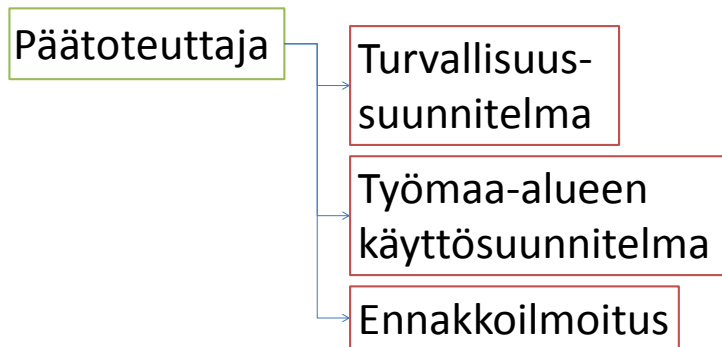 Päätoteuttaja
Turvallisuus-
suunnitelma
Työmaa-alueen
käyttösuunnitelma
Ennakkoilmoitus